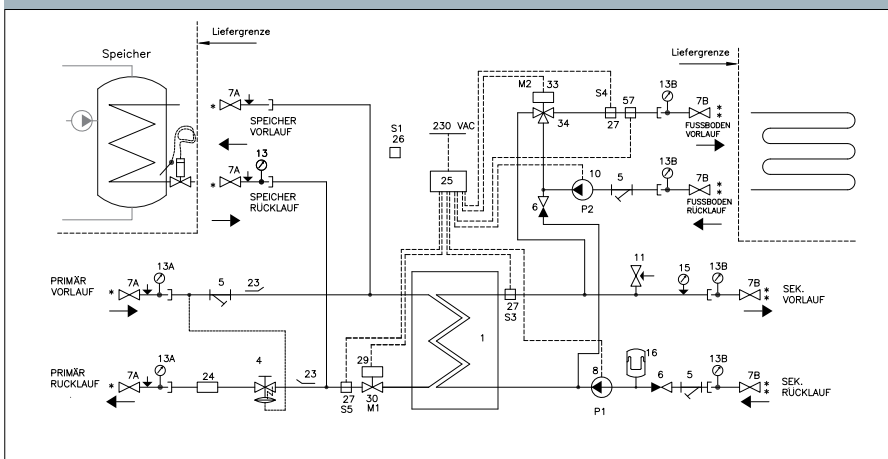 Speicher
Liefergrenze
* 7A
SPEICHER
VORLAUF
13
* 7A
SPEICHER
RÜCKLAUF
S1
26
230 VAC
25
M2 33
34
S4
27
57
13B
7B **
FUSSBODEN
VORLAUF
Liefergrenze
10
P2
5
13B
7B **
FUSSBODEN
RÜCKLAUF
6
PRIMÄR
VORLAUF
* 7A
13A
5
23
1
27
S3
11
15
13B
7B **
SEK.
VORLAUF
PRIMÄR
RUCKLAUF
* 7A
13A
24
4
23
27
S5
29
30
M1
8
P1
16
6
5
13B
7B **
SEK.
RÜCKLAUF